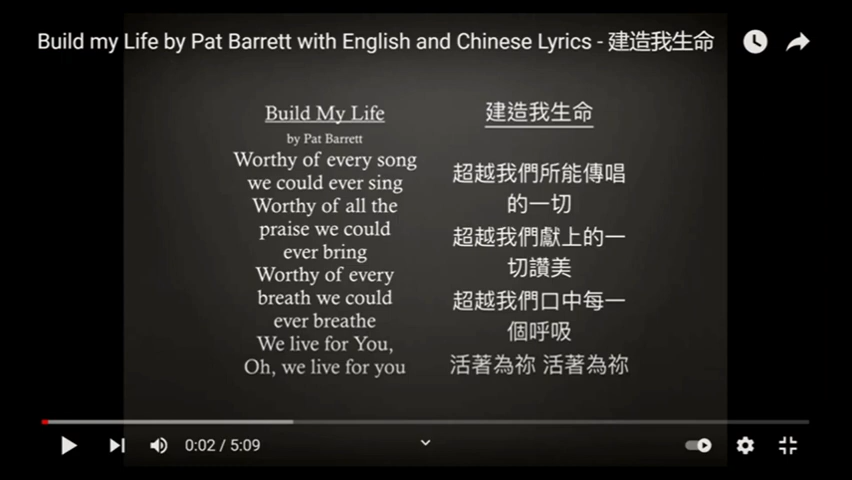 Build my Life by Pat Barrett with English and Chinese Lyrics - 建造我生命
Build My Life
by Pat Barrett
Worthy of every song
we could ever sing
Worthy of all the
praise we could
ever bring
Worthy of every
breath we could
ever breathe
We live for You,
Oh, we live for you
建造我生命
超越我們所能傳唱
的一切
超越我們獻上的一
切讚美
超越我們口中每一
個呼吸
活著為祢 活著為祢
0:02 / 5:09